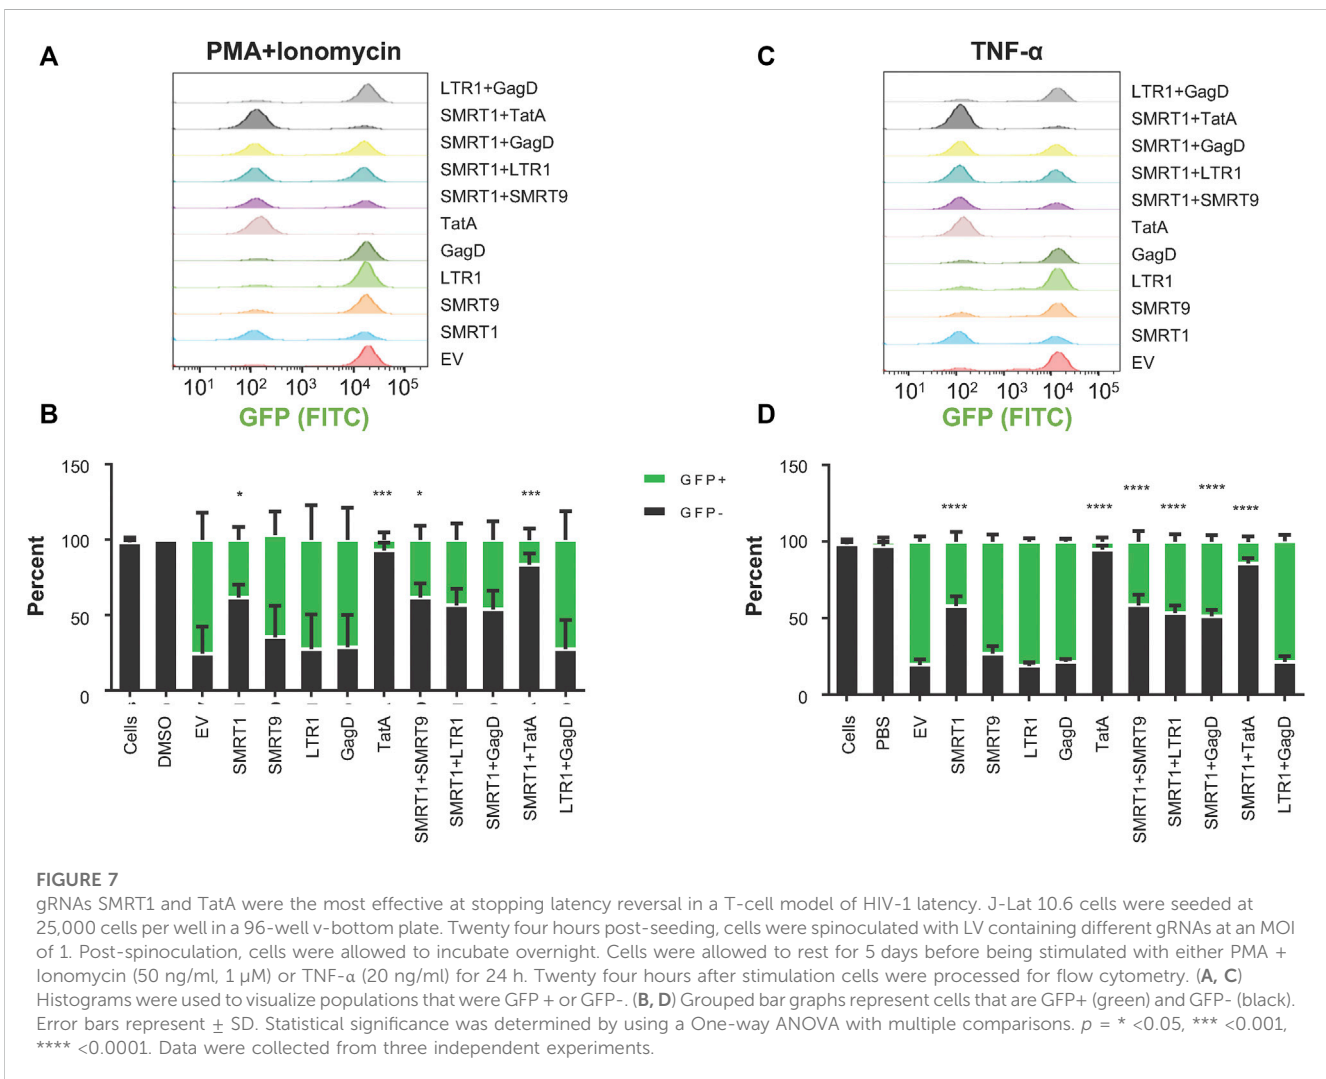 A
PMA+Ionomycin
LTR1+GagD
SMRT1+TatA
SMRT1+GagD
SMRT1+LTR1
SMRT1+SMRT9
TatA
GagD
LTR1
SMRT9
SMRT1
EV
10¹ 10² 10³ 10⁴ 10⁵
GFP (FITC)
C
TNF-α
LTR1+GagD
SMRT1+TatA
SMRT1+GagD
SMRT1+LTR1
SMRT1+SMRT9
TatA
GagD
LTR1
SMRT9
SMRT1
EV
10¹ 10² 10³ 10⁴ 10⁵
GFP (FITC)
B
Percent
150
100
50
0
* *** * ***
Cells
DMSO
EV
SMRT1
SMRT9
LTR1
GagD
TatA
SMRT1+SMRT9
SMRT1+LTR1
SMRT1+GagD
SMRT1+TatA
LTR1+GagD
GFP+
GFP-
D
Percent
150
100
50
0
**** **** **** **** **** ****
Cells
PBS
EV
SMRT1
SMRT9
LTR1
GagD
TatA
SMRT1+SMRT9
SMRT1+LTR1
SMRT1+GagD
SMRT1+TatA
LTR1+GagD
FIGURE 7
gRNAs SMRT1 and TatA were the most effective at stopping latency reversal in a T-cell model of HIV-1 latency. J-Lat 10.6 cells were seeded at
25,000 cells per well in a 96-well v-bottom plate. Twenty four hours post-seeding, cells were spinoculated with LV containing different gRNAs at an MOI
of 1. Post-spinoculation, cells were allowed to incubate overnight. Cells were allowed to rest for 5 days before being stimulated with either PMA +
Ionomycin (50 ng/ml, 1 μM) or TNF-α (20 ng/ml) for 24 h. Twenty four hours after stimulation cells were processed for flow cytometry. (A, C)
Histograms were used to visualize populations that were GFP + or GFP-. (B, D) Grouped bar graphs represent cells that are GFP+ (green) and GFP- (black).
Error bars represent ± SD. Statistical significance was determined by using a One-way ANOVA with multiple comparisons. p = * <0.05, *** <0.001,
**** <0.0001. Data were collected from three independent experiments.